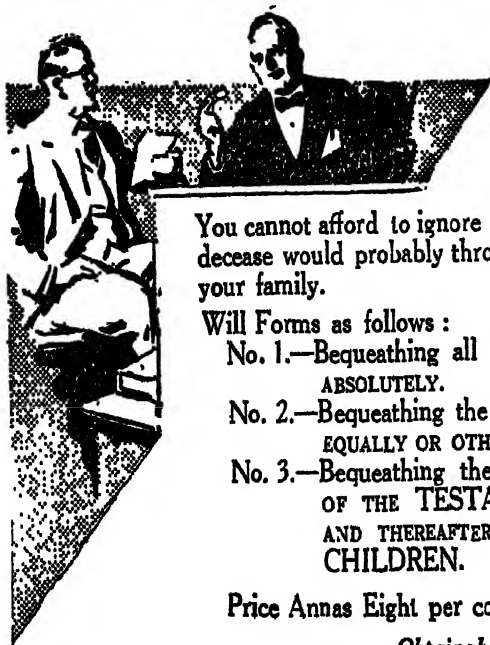 You cannot afford to ignore
decease would probably thro
your family.
Will Forms as follows :
No. 1.—Bequeathing all
ABSOLUTELY.
No. 2.—Bequeathing the
EQUALLY OR OTH
No. 3.—Bequeathing the
OF THE TESTA
AND THEREAFTER
CHILDREN.
Price Annas Eight per co